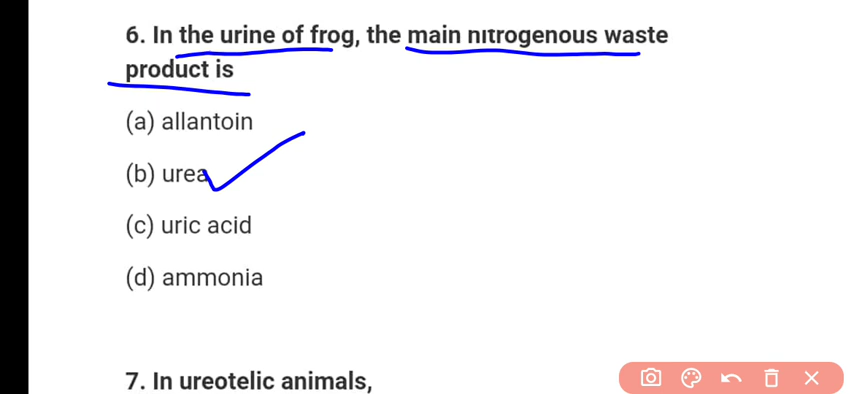 6. In the urine of frog, the main nitrogenous waste
product is
(a) allantoin
(b) urea
(c) uric acid
(d) ammonia
7. In ureotelic animals,